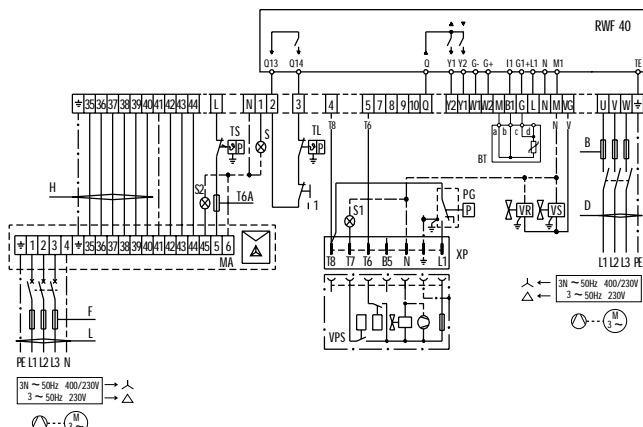 RWF 40
Q13 Q14 Q Y1 Y2 G- G+ I1 G1+ L1 N M1 TE
35 36 37 38 39 40 41 42 43 44 L N 1 2 3 4 5 7 8 9 10 Q Y2 Y1 W1 W2 M B1 G L N M VG U V W
T8 T6 a b c d N V
TS S TL BT B
H S2 T6A 1 S1 PG P VR VS D
35 36 37 38 39 40 41 42 43 44 45 5 6
MA
1 2 3 4
T8 T7 T6 B5 N L1 XP
L1 L2 L3 PE
F
L
VPS
PE L1 L2 L3 N
3N ~ 50Hz 400/230V
3 ~ 50Hz 230V
M
3 ~
3N ~ 50Hz 400/230V
3 ~ 50Hz 230V
M
3 ~